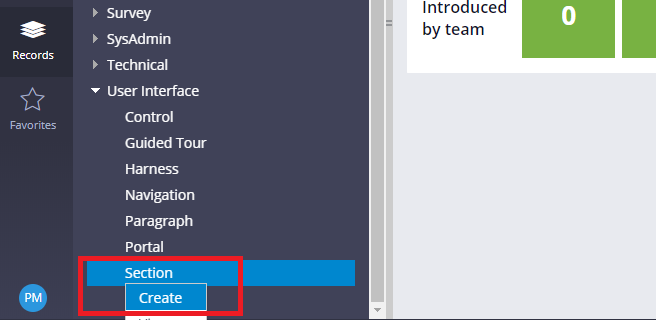 Records
Favorites
PM
Survey
SysAdmin
Technical
User Interface
Control
Guided Tour
Harness
Navigation
Paragraph
Portal
Section
Create
Introduced
by team
0